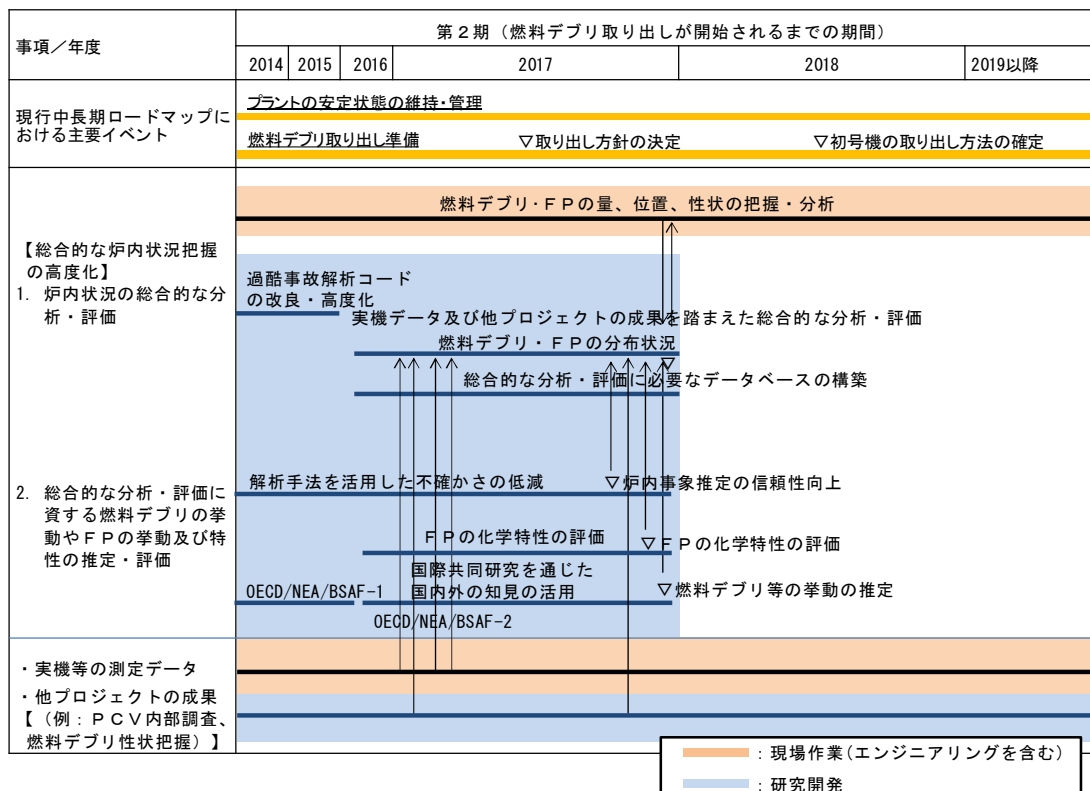 事項／年度
第２期（燃料デブリ取り出しが開始されるまでの期間）
2014
2015
2016
2017
2018
2019以降
現行中長期ロードマップに
おける主要イベント
プラントの安定状態の維持・管理
燃料デブリ取り出し準備
▽取り出し方針の決定
▽初号機の取り出し方法の確定
燃料デブリ・ＦＰの量、位置、性状の把握・分析
【総合的な炉内状況把握
の高度化】
1. 炉内状況の総合的な分
析・評価
過酷事故解析コード
の改良・高度化
実機データ及び他プロジェクトの成果を踏まえた総合的な分析・評価
燃料デブリ・ＦＰの分布状況
▽
総合的な分析・評価に必要なデータベースの構築
2. 総合的な分析・評価に
資する燃料デブリの挙
動やＦＰの挙動及び特
性の推定・評価
解析手法を活用した不確かさの低減
▽炉内事象推定の信頼性向上
ＦＰの化学特性の評価
▽ＦＰの化学特性の評価
国際共同研究を通じた
国内外の知見の活用
OECD/NEA/BSAF-1
▽燃料デブリ等の挙動の推定
OECD/NEA/BSAF-2
・実機等の測定データ
・他プロジェクトの成果
【（例：ＰＣＶ内部調査、
燃料デブリ性状把握）】
：現場作業(エンジニアリングを含む)
：研究開発